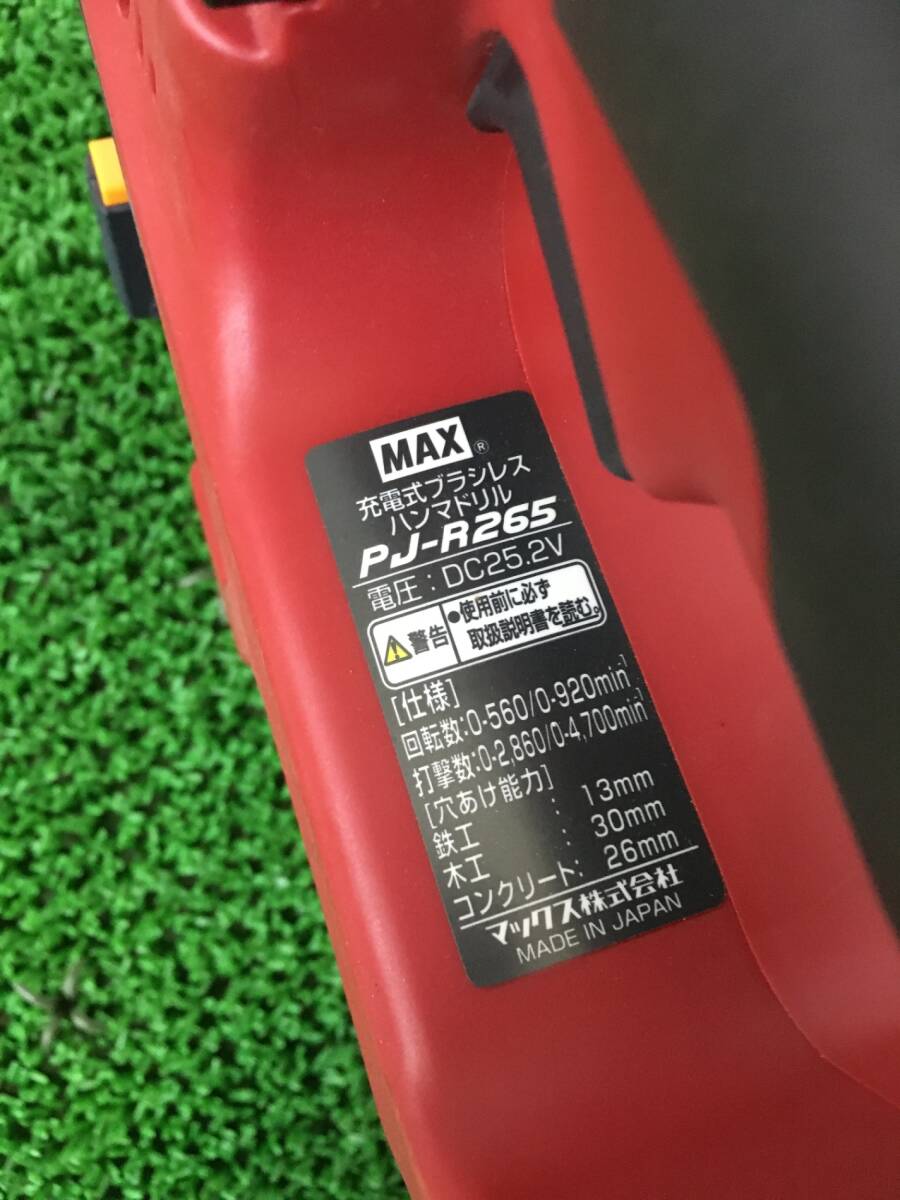 MAX®
充電式ブラシレス
ハンマドリル
PJ-R265
電圧：DC25.2V
警告
•使用前に必ず
取扱説明書を読む。
[仕様]
回転数:0-560/0-920min-1
打撃数:0-2,860/0-4,700min-1
[穴あけ能力]
鉄工 : 13mm
木工 : 30mm
コンクリート: 26mm
マックス株式会社
MADE IN JAPAN